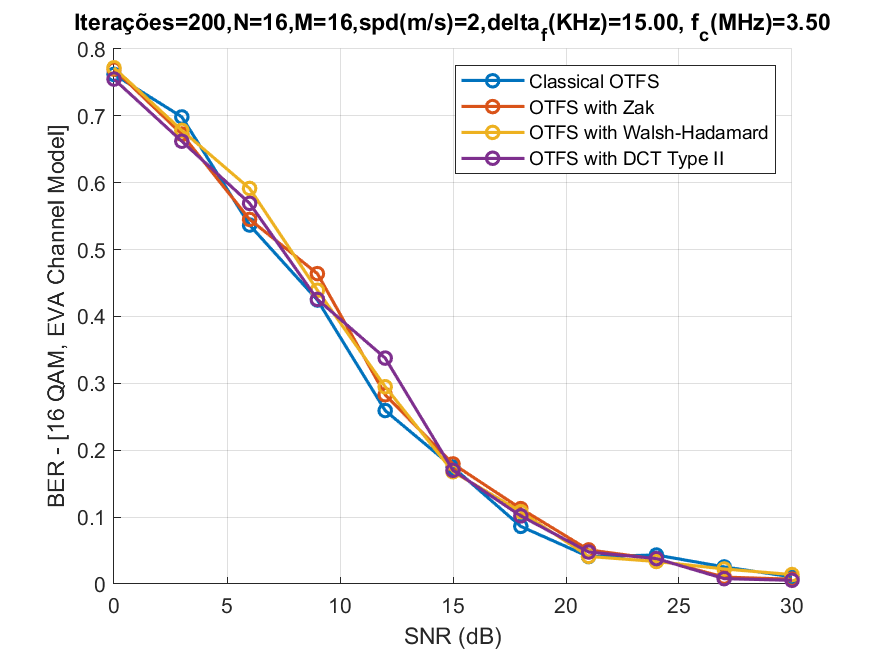 Iterações=200,N=16,M=16,spd(m/s)=2,delta_f(KHz)=15.00, f_c(MHz)=3.50
0.8
0.7
0.6
0.5
0.4
0.3
0.2
0.1
0
BER - [16 QAM, EVA Channel Model]
Classical OTFS
OTFS with Zak
OTFS with Walsh-Hadamard
OTFS with DCT Type II
0 5 10 15 20 25 30
SNR (dB)